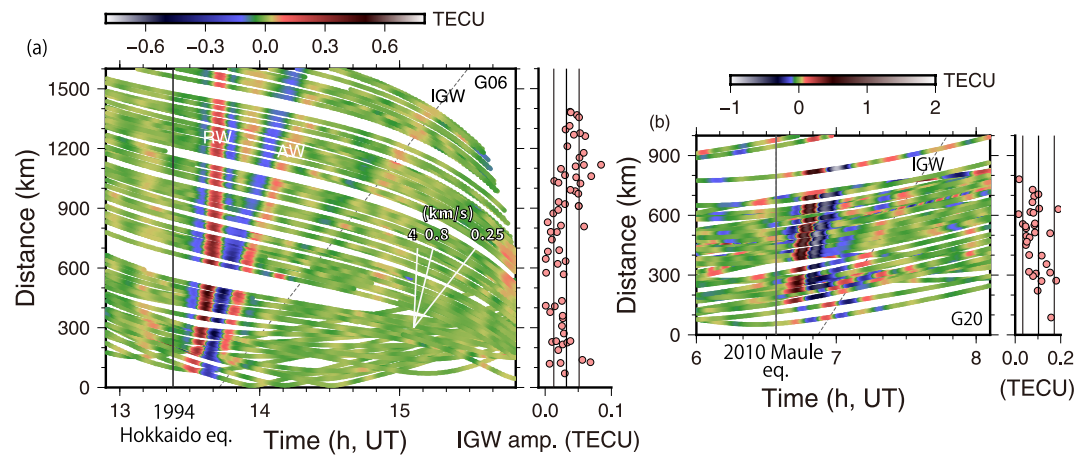 TECU
−0.6 −0.3 0.0 0.3 0.6
(a)
IGW
G06
RW
AW
(km/s)
4 0.8 0.25
Distance (km)
1500
1200
900
600
300
0
13 1994 14 15
Hokkaido eq.
Time (h, UT)
0.0 0.1
IGW amp. (TECU)
TECU
−1 0 1 2
(b)
IGW
G20
Distance (km)
900
600
300
0
6 2010 Maule 7 8
eq.
Time (h, UT)
0.0 0.2
(TECU)